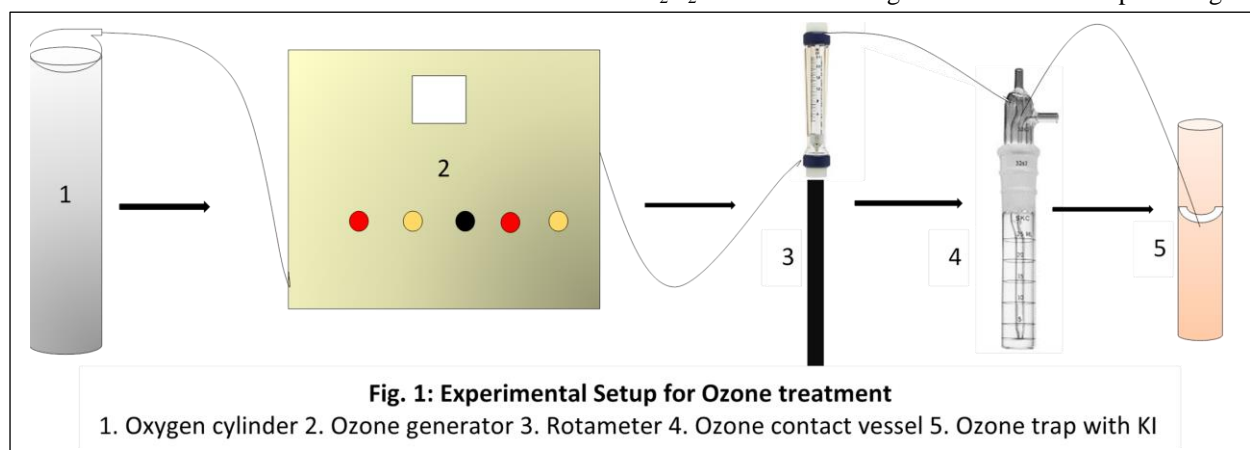 1
2
3
4
5
Fig. 1: Experimental Setup for Ozone treatment
1. Oxygen cylinder 2. Ozone generator 3. Rotameter 4. Ozone contact vessel 5. Ozone trap with KI